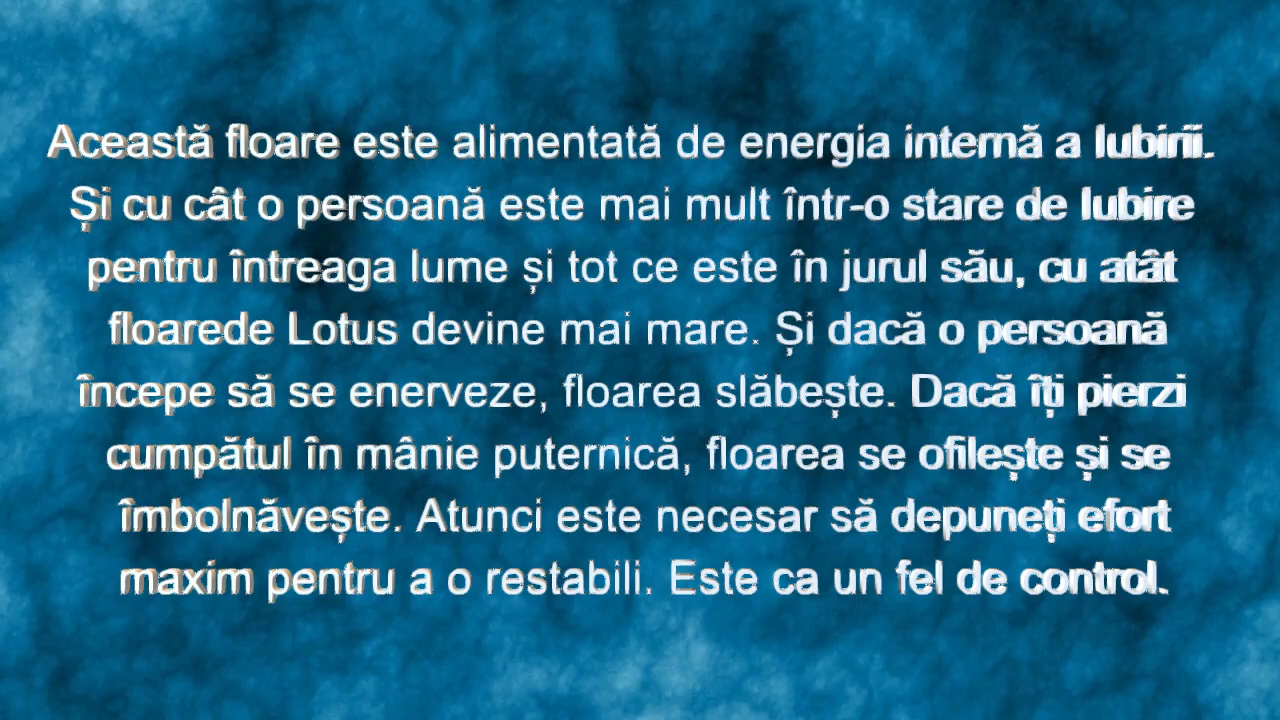 Această floare este alimentată de energia internă a Iubirii.
Și cu cât o persoană este mai mult într-o stare de Iubire
pentru întreaga lume și tot ce este în jurul său, cu atât
floarede Lotus devine mai mare. Și dacă o persoană
începe să se enerveze, floarea slăbește. Dacă îți pierzi
cumpătul în mânie puternică, floarea se ofilește și se
îmbolnăvește. Atunci este necesar să depuneți efort
maxim pentru a o restabili. Este ca un fel de control.